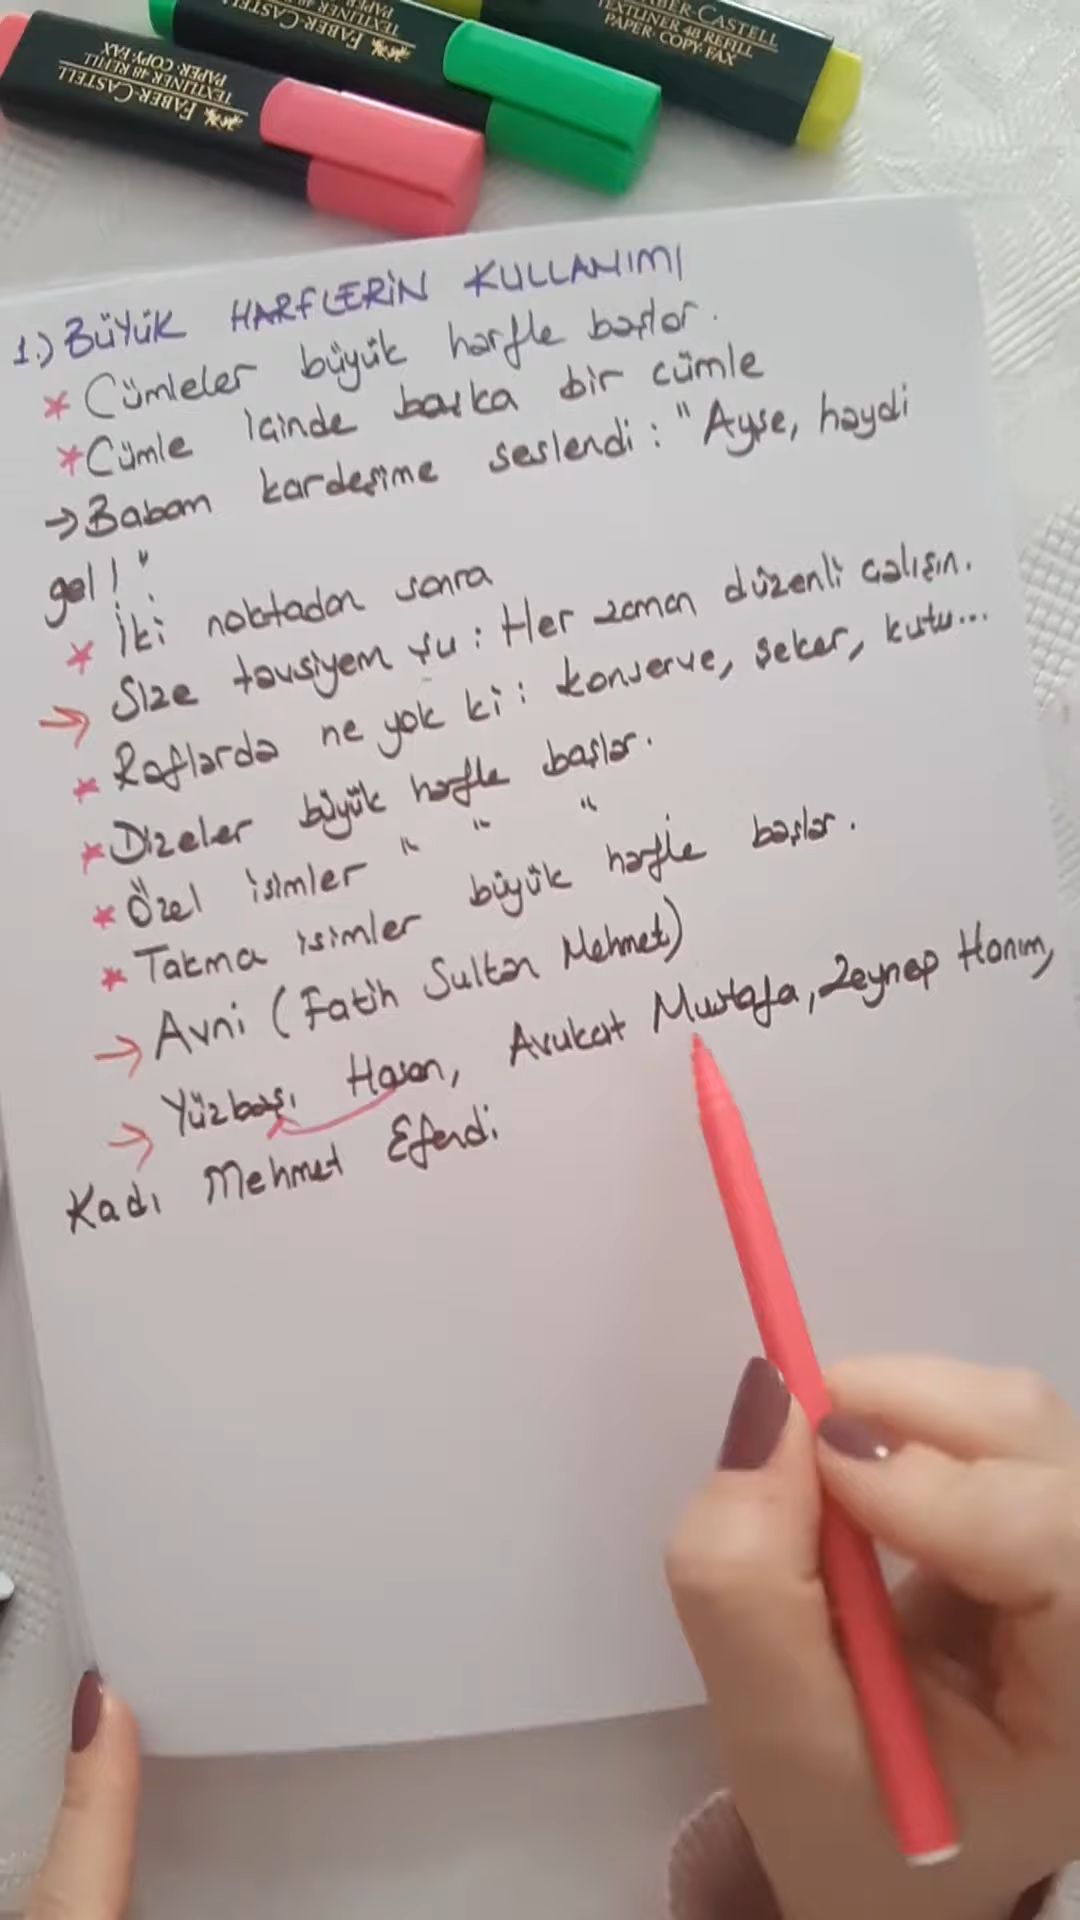 FABER-CASTELL
TEXTLINER 48 REFILL
PAPER·COPY·FAX
FABER-CASTELL
TEXTLINER
PAPER
FABER-CASTELL
TEXTLINER 48 REFILL
PAPER·COPY·FAX
1.) BÜYÜK HARFLERİN KULLANIMI
* Cümleler büyük harfle başlar.
* Cümle içinde başka bir cümle
→ Babam kardeşime seslendi : "Ayşe, haydi
gel!"
* İki noktadan sonra
→ Size tavsiyem şu : Her zaman düzenli çalışın.
* Raflarda ne yok ki : konserve, şeker, kutu...
* Dizeler büyük harfle başlar.
* Özel isimler " " "
* Takma isimler büyük harfle başlar.
→ Avni (Fatih Sultan Mehmet)
→ Yüzbaşı Hasan, Avukat Mustafa, Zeynep Hanım,
Kadı Mehmet Efendi